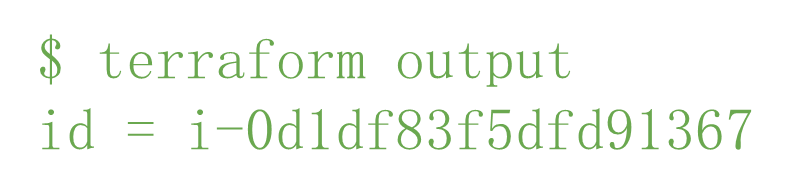 $ terraform output
id = i-0d1df83f5dfd91367